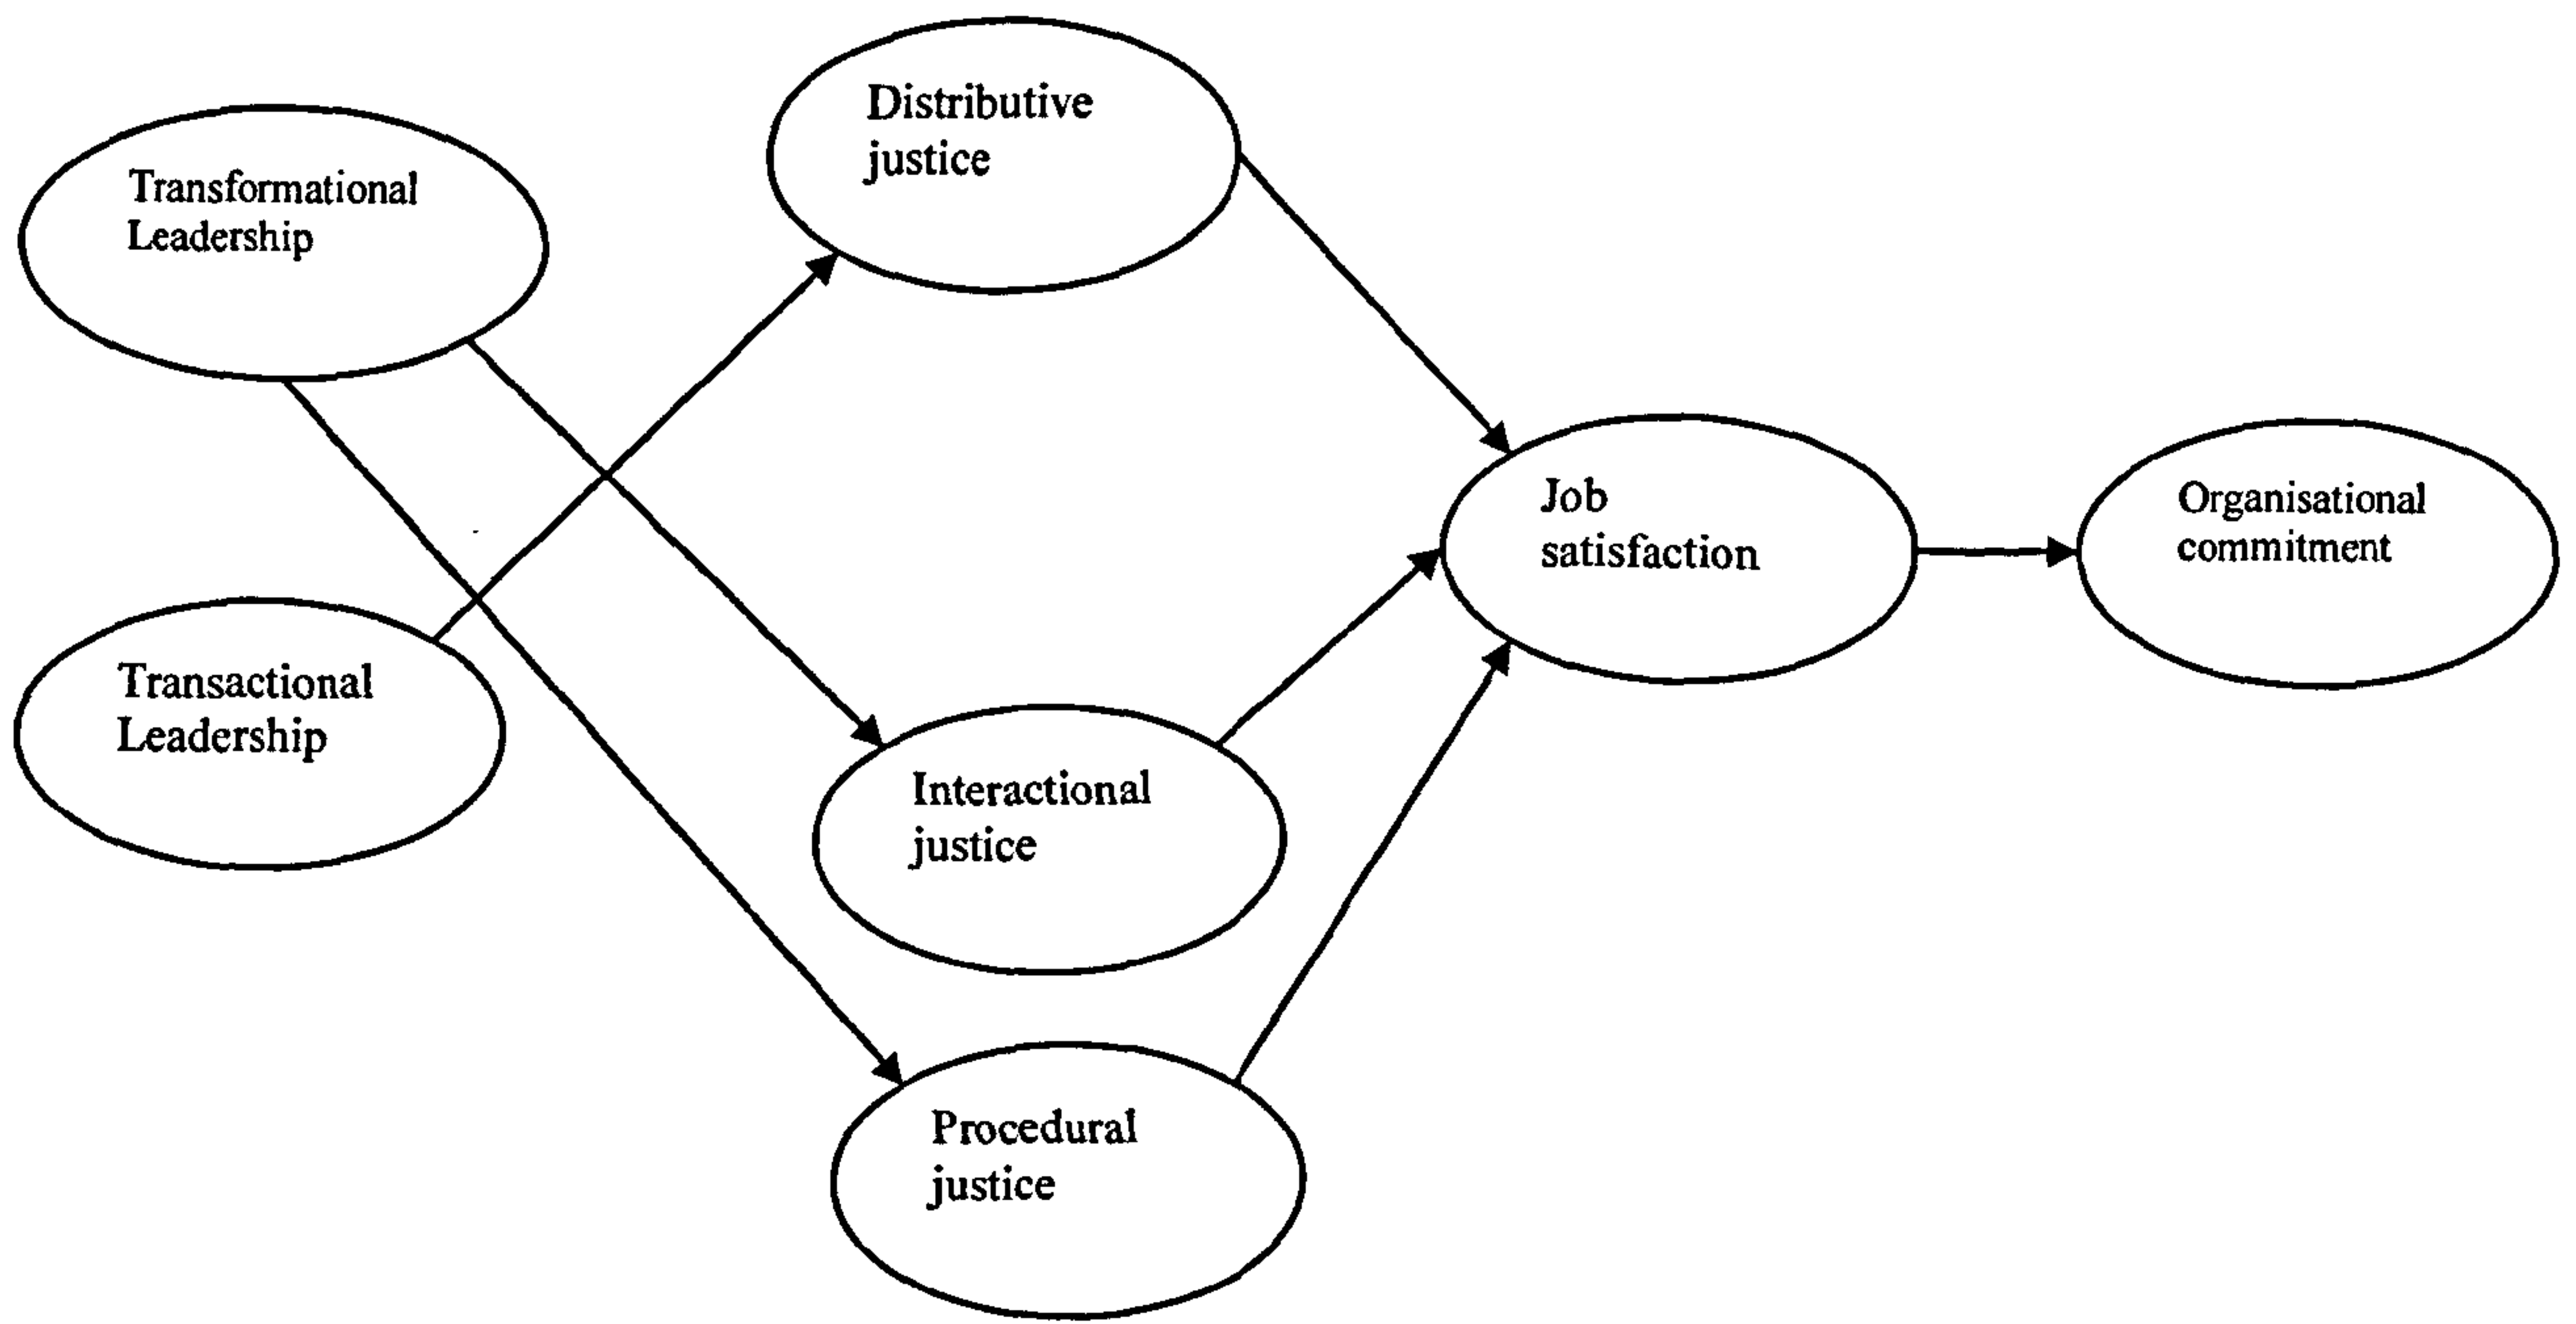 Distributive
justice
Transformational
Leadership
Job
satisfaction
Organisational
commitment
Transactional
Leadership
Interactional
justice
Procedural
justice